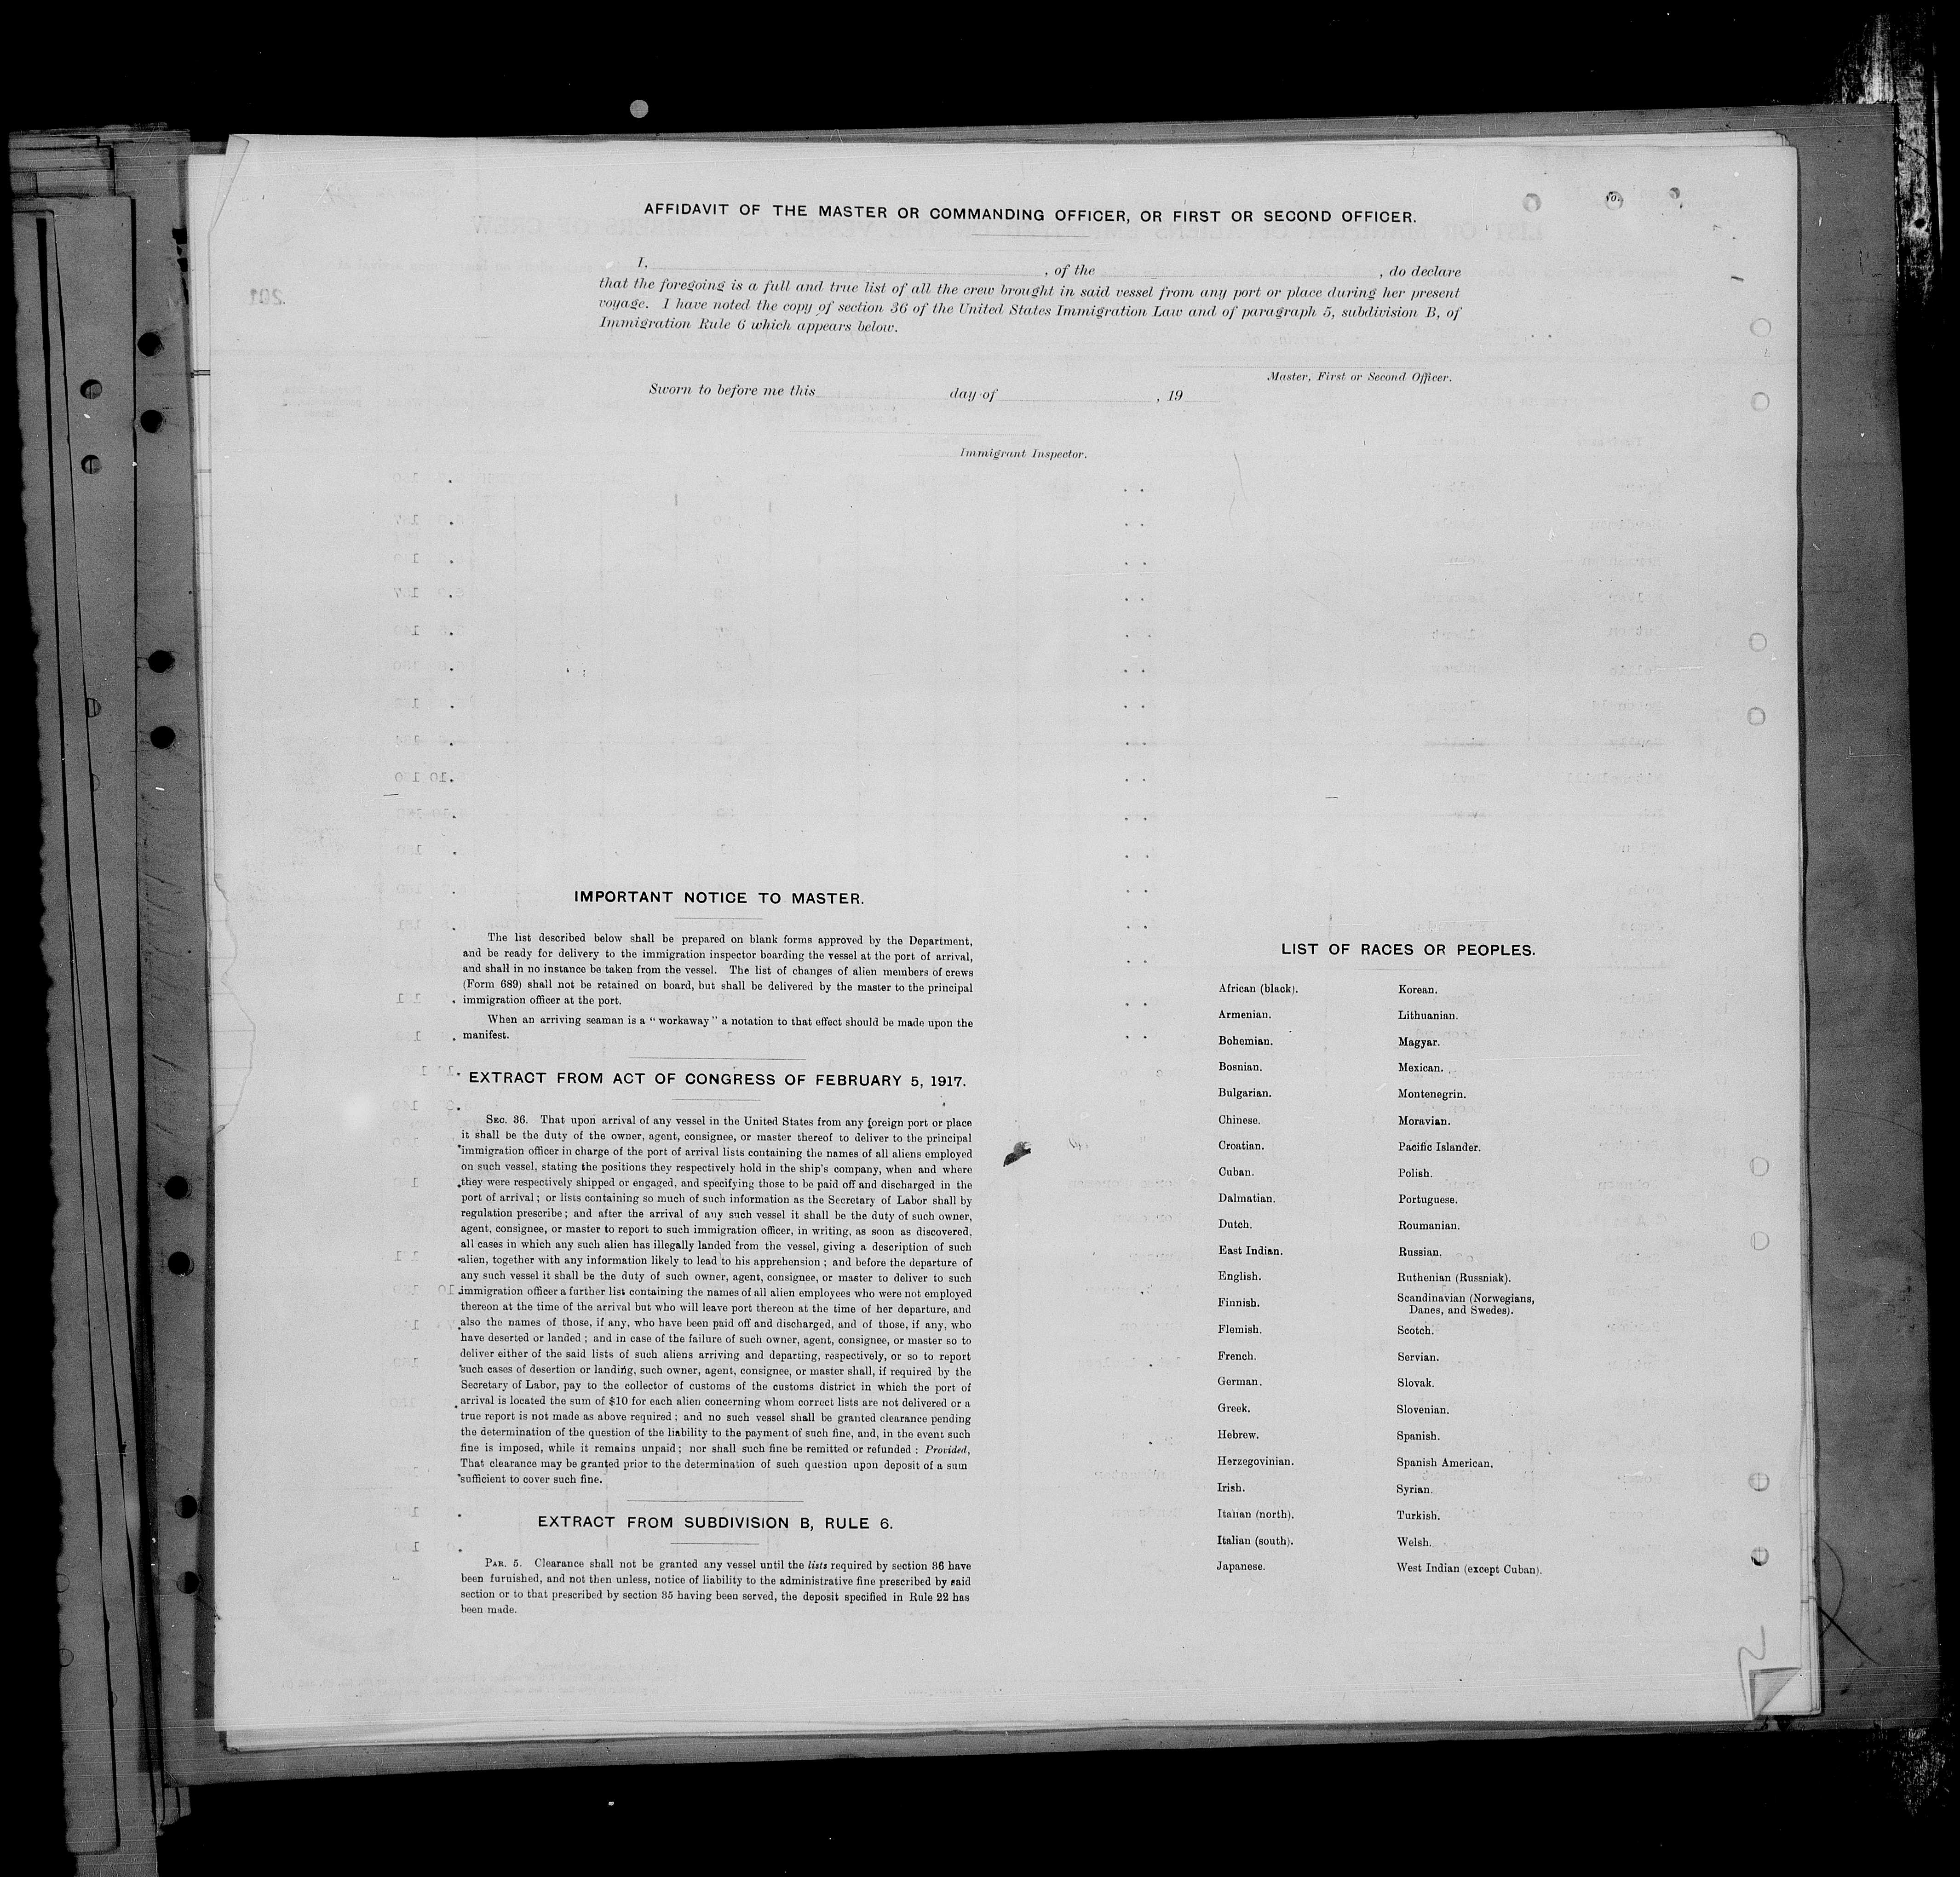 AFFIDAVIT OF THE MASTER OR COMMANDING OFFICER, OR FIRST OR SECOND OFFICER.
I, , of the , do declare
that the foregoing is a full and true list of all the crew brought in said vessel from any port or place during her present
voyage. I have noted the copy of section 36 of the United States Immigration Law and of paragraph 5, subdivision B, of
Immigration Rule 6 which appears below.
Master, First or Second Officer.
Sworn to before me this day of , 19
Immigrant Inspector.
IMPORTANT NOTICE TO MASTER.
The list described below shall be prepared on blank forms approved by the Department,
and be ready for delivery to the immigration inspector boarding the vessel at the port of arrival,
and shall in no instance be taken from the vessel. The list of changes of alien members of crews
(Form 689) shall not be retained on board, but shall be delivered by the master to the principal
immigration officer at the port.
When an arriving seaman is a "workaway" a notation to that effect should be made upon the
manifest.
EXTRACT FROM ACT OF CONGRESS OF FEBRUARY 5, 1917.
SEC. 36. That upon arrival of any vessel in the United States from any foreign port or place
it shall be the duty of the owner, agent, consignee, or master thereof to deliver to the principal
immigration officer in charge of the port of arrival lists containing the names of all aliens employed
on such vessel, stating the positions they respectively hold in the ship's company, when and where
they were respectively shipped or engaged, and specifying those to be paid off and discharged in the
port of arrival; or lists containing so much of such information as the Secretary of Labor shall by
regulation prescribe; and after the arrival of any such vessel it shall be the duty of such owner,
agent, consignee, or master to report to such immigration officer, in writing, as soon as discovered,
all cases in which any such alien has illegally landed from the vessel, giving a description of such
alien, together with any information likely to lead to his apprehension; and before the departure of
any such vessel it shall be the duty of such owner, agent, consignee, or master to deliver to such
immigration officer a further list containing the names of all alien employees who were not employed
thereon at the time of the arrival but who will leave port thereon at the time of her departure, and
also the names of those, if any, who have been paid off and discharged, and of those, if any, who
have deserted or landed; and in case of the failure of such owner, agent, consignee, or master so to
deliver either of the said lists of such aliens arriving and departing, respectively, or so to report
such cases of desertion or landing, such owner, agent, consignee, or master shall, if required by the
Secretary of Labor, pay to the collector of customs of the customs district in which the port of
arrival is located the sum of $10 for each alien concerning whom correct lists are not delivered or a
true report is not made as above required; and no such vessel shall be granted clearance pending
the determination of the question of the liability to the payment of such fine, and, in the event such
fine is imposed, while it remains unpaid; nor shall such fine be remitted or refunded: Provided,
That clearance may be granted prior to the determination of such question upon deposit of a sum
sufficient to cover such fine.
EXTRACT FROM SUBDIVISION B, RULE 6.
PAR. 5. Clearance shall not be granted any vessel until the lists required by section 36 have
been furnished, and not then unless, notice of liability to the administrative fine prescribed by said
section or to that prescribed by section 35 having been served, the deposit specified in Rule 22 has
been made.
LIST OF RACES OR PEOPLES.
African (black).
Armenian.
Bohemian.
Bosnian.
Bulgarian.
Chinese.
Croatian.
Cuban.
Dalmatian.
Dutch.
East Indian.
English.
Finnish.
Flemish.
French.
German.
Greek.
Hebrew.
Herzegovinian.
Irish.
Italian (north).
Italian (south).
Japanese.
Korean.
Lithuanian.
Magyar.
Mexican.
Montenegrin.
Moravian.
Pacific Islander.
Polish.
Portuguese.
Roumanian.
Russian.
Ruthenian (Russniak).
Scandinavian (Norwegians,
Danes, and Swedes).
Scotch.
Servian.
Slovak.
Slovenian.
Spanish.
Spanish American.
Syrian.
Turkish.
Welsh.
West Indian (except Cuban).